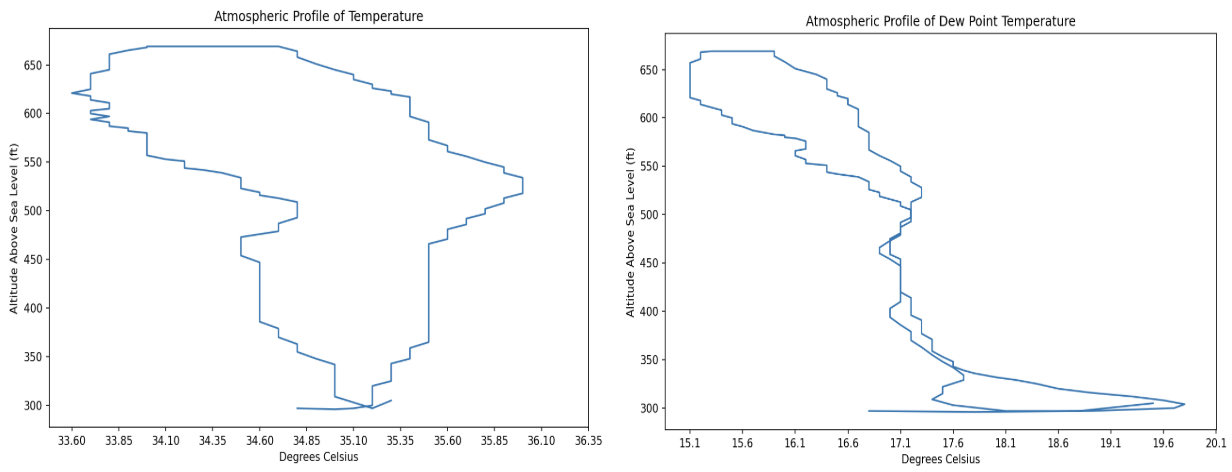 Atmospheric Profile of Temperature
Altitude Above Sea Level (ft)
650
600
550
500
450
400
350
300
33.60 33.85 34.10 34.35 34.60 34.85 35.10 35.35 35.60 35.85 36.10 36.35
Degrees Celsius
Atmospheric Profile of Dew Point Temperature
Altitude Above Sea Level (ft)
650
600
550
500
450
400
350
300
15.1 15.6 16.1 16.6 17.1 17.6 18.1 18.6 19.1 19.6 20.1
Degrees Celsius